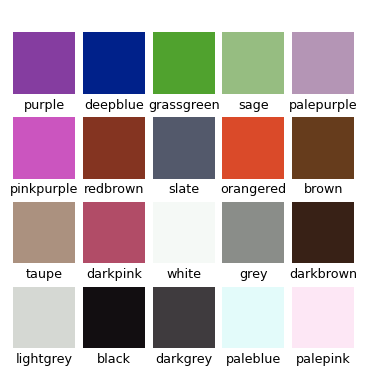 purple deepblue grassgreen sage palepurple
pinkpurple redbrown slate orangered brown
taupe darkpink white grey darkbrown
lightgrey black darkgrey paleblue palepink